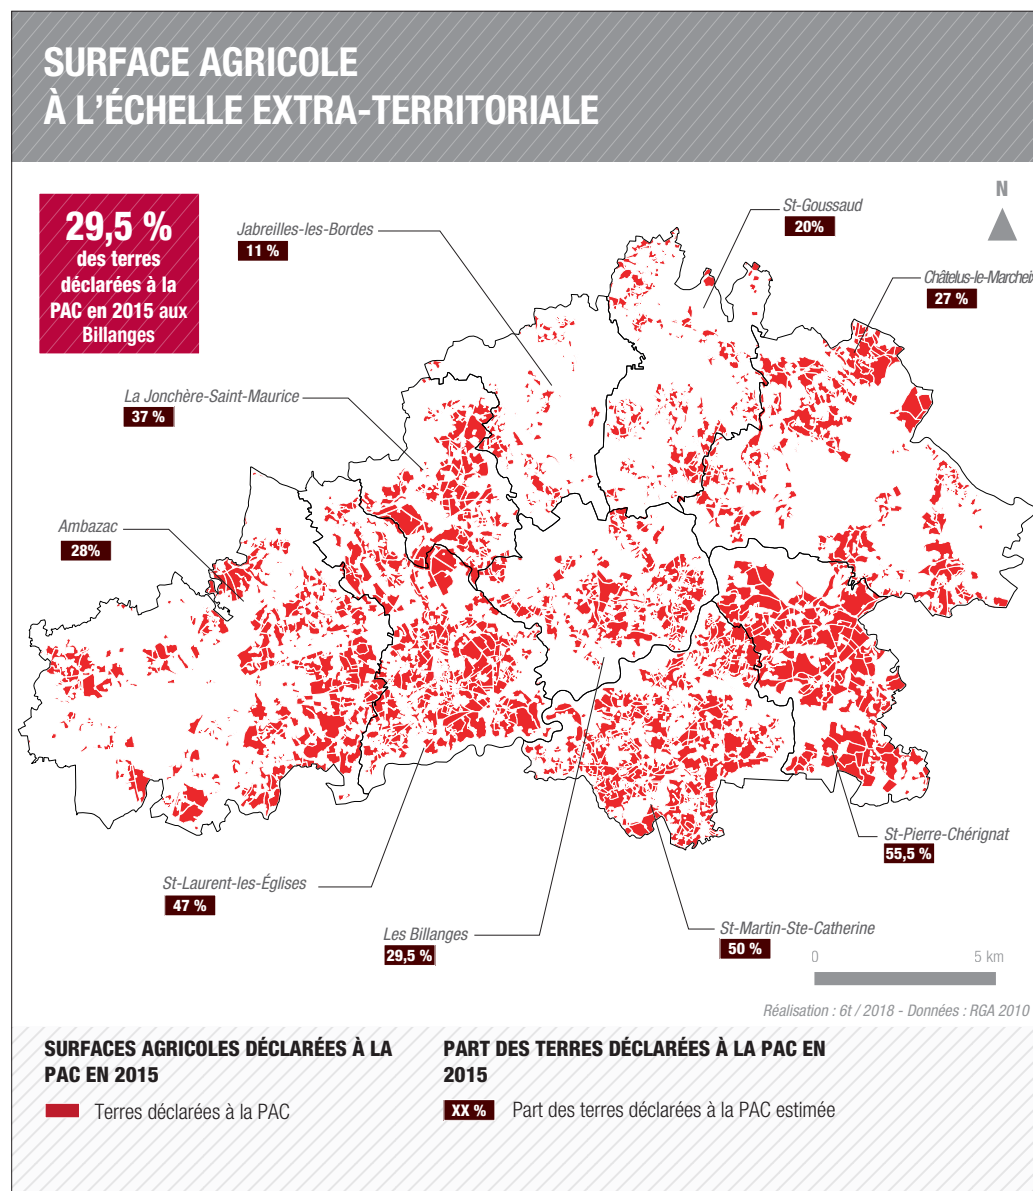 SURFACE AGRICOLE
À L'ÉCHELLE EXTRA-TERRITORIALE
29,5 %
des terres
déclarées à la
PAC en 2015 aux
Billanges
N
St-Goussaud
20%
Jabreilles-les-Bordes
11 %
Châtelus-le-Marcheix
27 %
La Jonchère-Saint-Maurice
37 %
Ambazac
28%
St-Pierre-Chérignat
55,5 %
St-Laurent-les-Églises
47 %
Les Billanges
29,5 %
St-Martin-Ste-Catherine
50 %
0 5 km
Réalisation : 6t / 2018 - Données : RGA 2010
SURFACES AGRICOLES DÉCLARÉES À LA
PAC EN 2015
Terres déclarées à la PAC
PART DES TERRES DÉCLARÉES À LA PAC EN
2015
XX % Part des terres déclarées à la PAC estimée